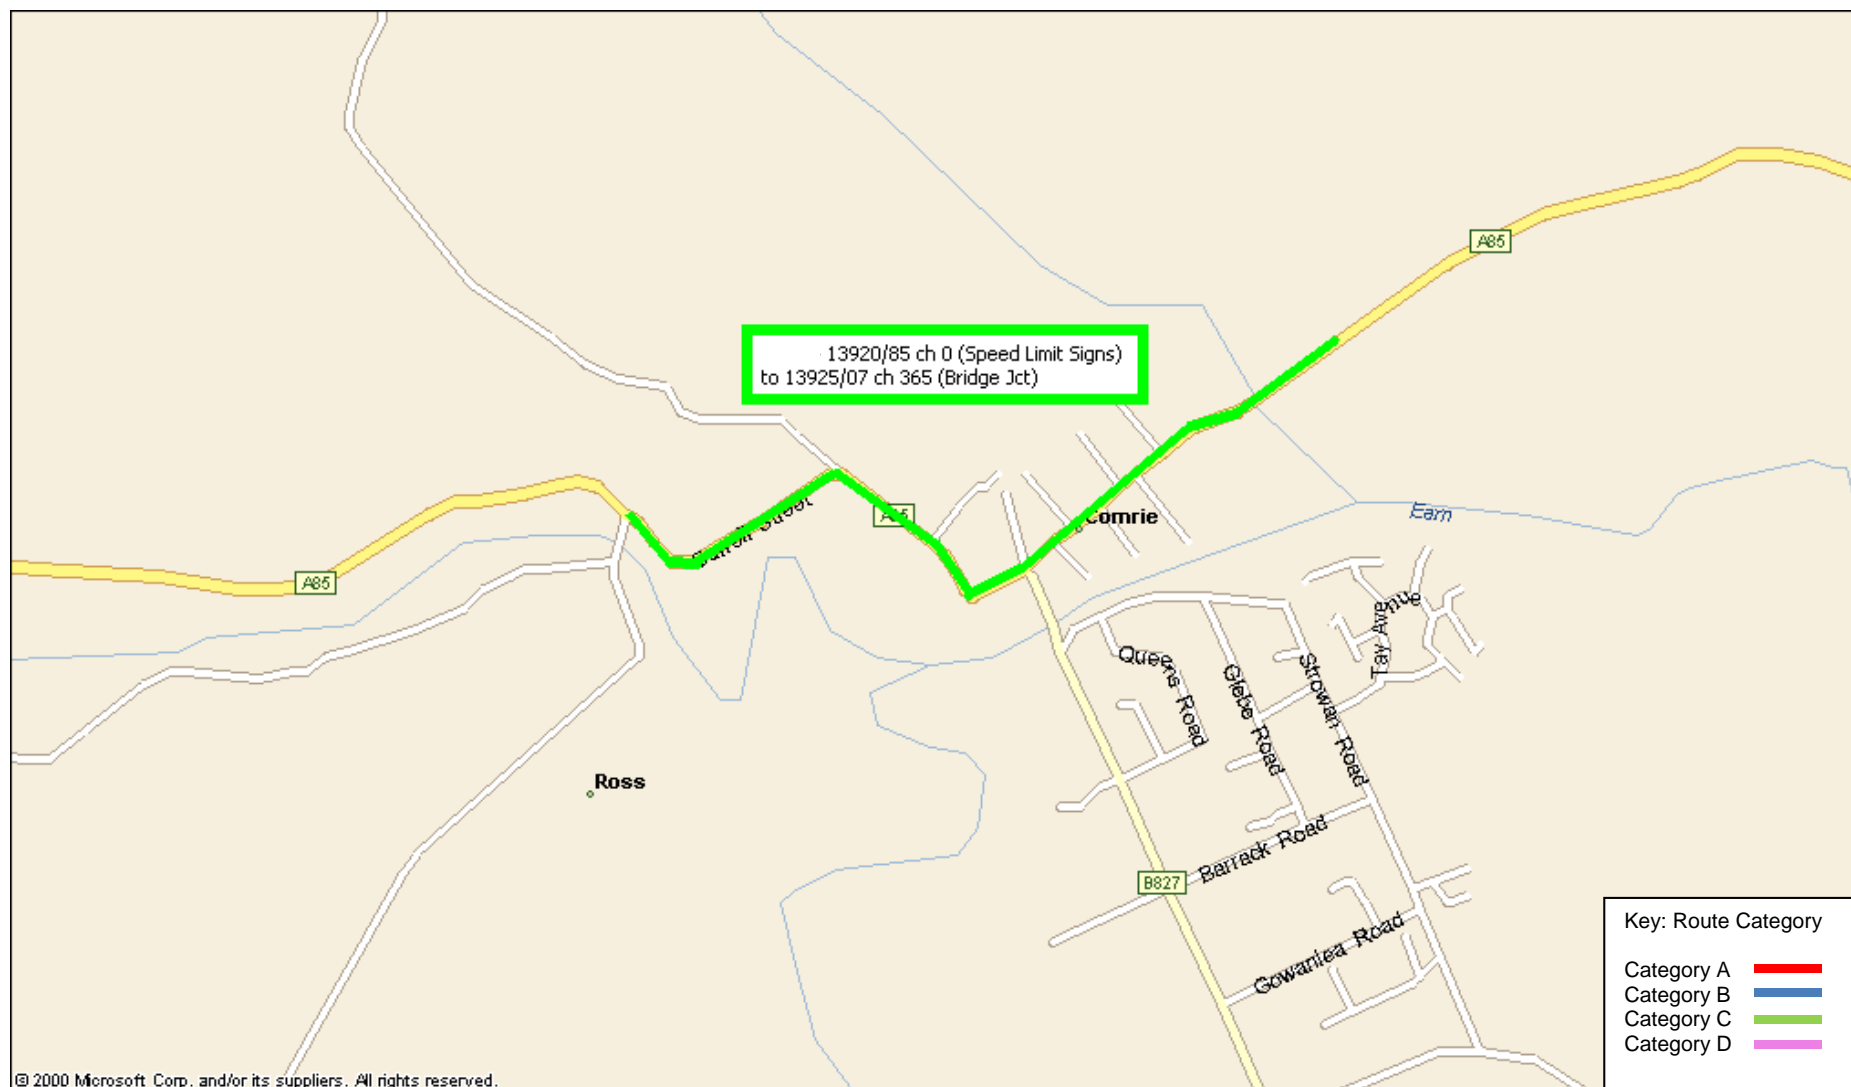 A85
13920/85 ch 0 (Speed Limit Signs)
to 13925/07 ch 365 (Bridge Jct)
Comrie
Earn
A85
Tay Avenue
Queens Road
Glebe Road
Strowan Road
Ross
Barrack Road
B827
Gowanlea Road
Key: Route Category
Category A
Category B
Category C
Category D
© 2000 Microsoft Corp. and/or its suppliers. All rights reserved.